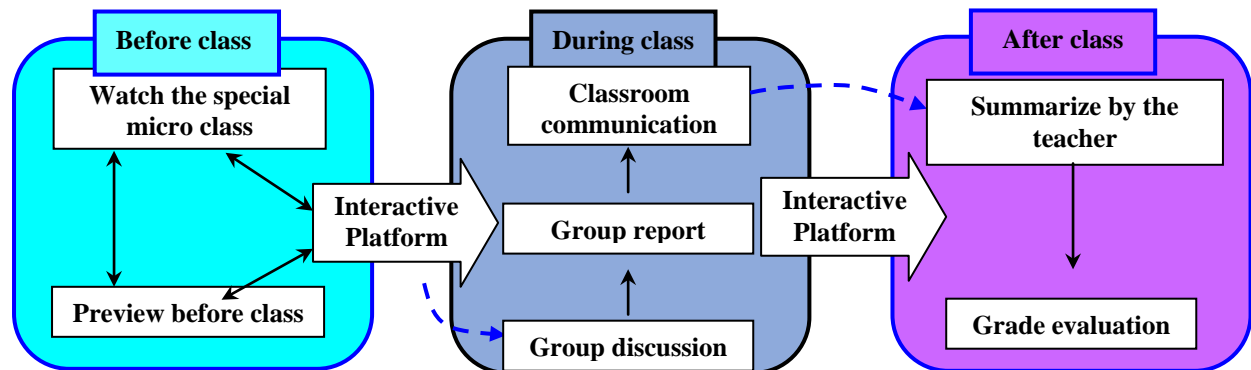 Before class
Watch the special
micro class
Preview before class
Interactive
Platform
During class
Classroom
communication
Group report
Group discussion
Interactive
Platform
After class
Summarize by the
teacher
Grade evaluation